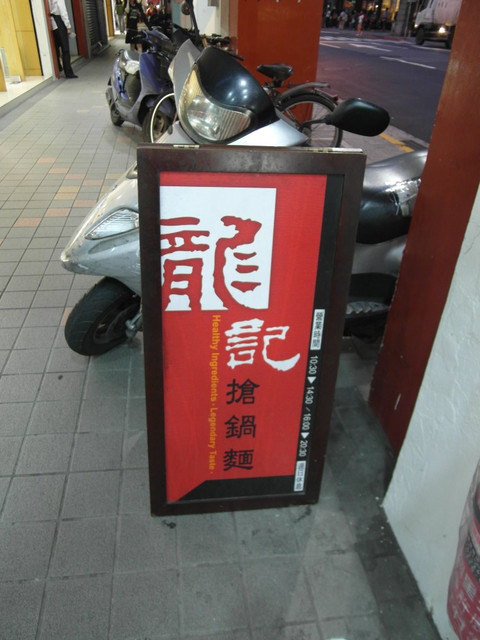 龍記
搶鍋麵
Healthy Ingredients · Legendary Taste ·
營業時間 10:30▼14:30 / 16:00▼20:30 週日休息